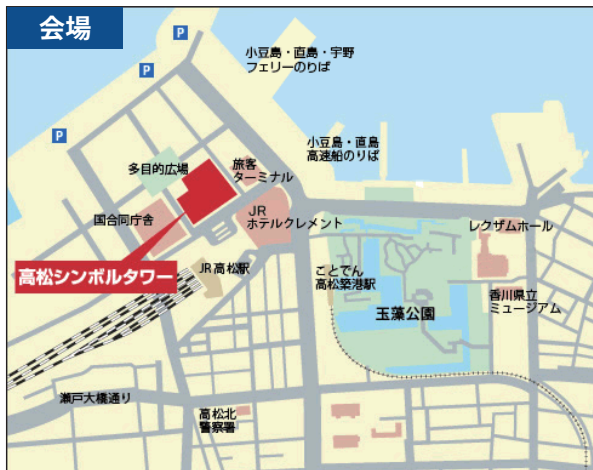 会場
P
P
P
小豆島・直島・宇野
フェリーのりば
小豆島・直島
高速船のりば
多目的広場
旅客
ターミナル
国合同庁舎
JR
ホテルクレメント
レクザムホール
高松シンボルタワー
JR高松駅
ことでん
高松築港駅
玉藻公園
香川県立
ミュージアム
瀬戸大橋通り
高松北
警察署